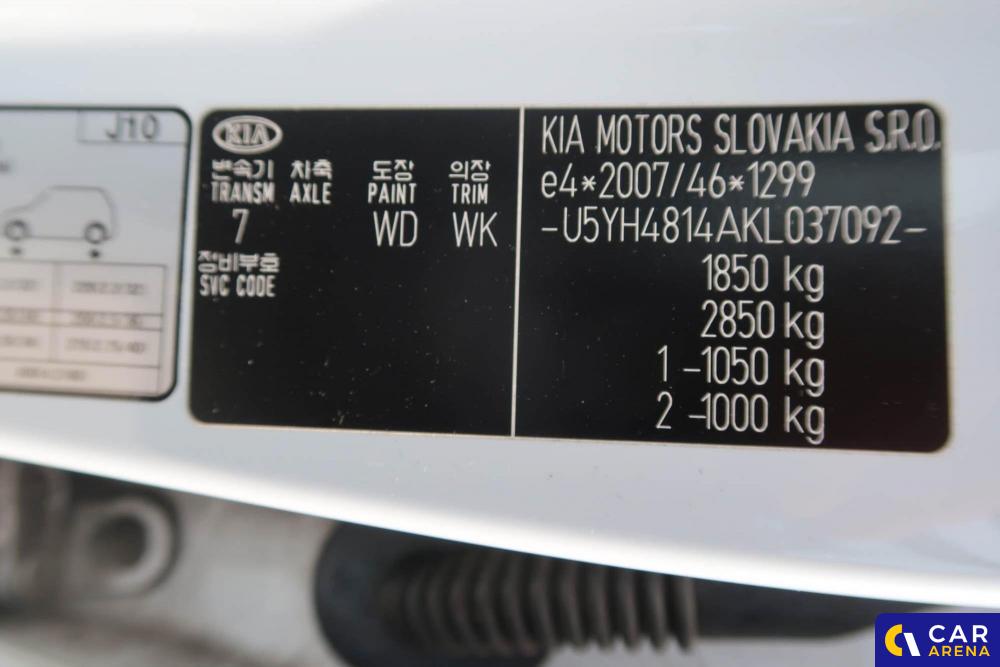 J10
KIA
변속기 차축 도장 의장
TRANSM AXLE PAINT TRIM
7 WD WK
정비부호
SVC CODE
KIA MOTORS SLOVAKIA S.R.O.
e4*2007/46*1299
-U5YH4814AKL037092-
1850 kg
2850 kg
1 -1050 kg
2 -1000 kg
CAR
ARENA